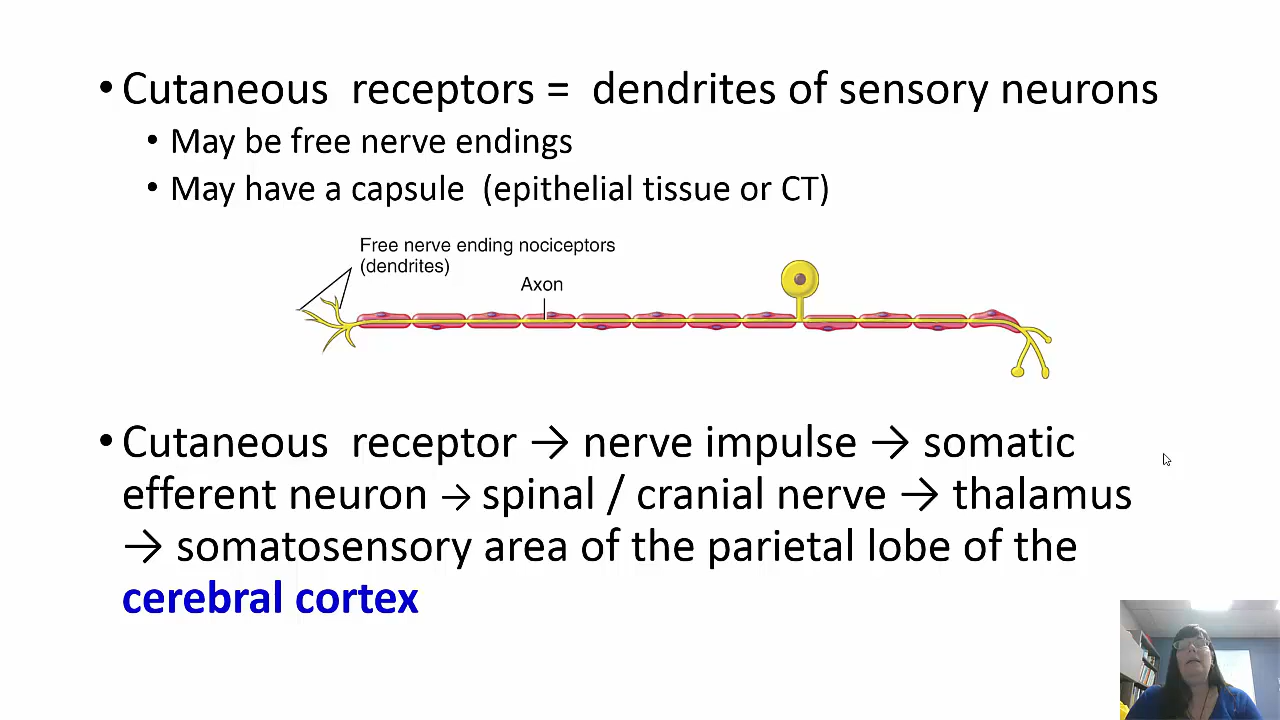 • Cutaneous receptors = dendrites of sensory neurons
• May be free nerve endings
• May have a capsule (epithelial tissue or CT)
Free nerve ending nociceptors
(dendrites)
Axon
• Cutaneous receptor → nerve impulse → somatic
efferent neuron → spinal / cranial nerve → thalamus
→ somatosensory area of the parietal lobe of the
cerebral cortex